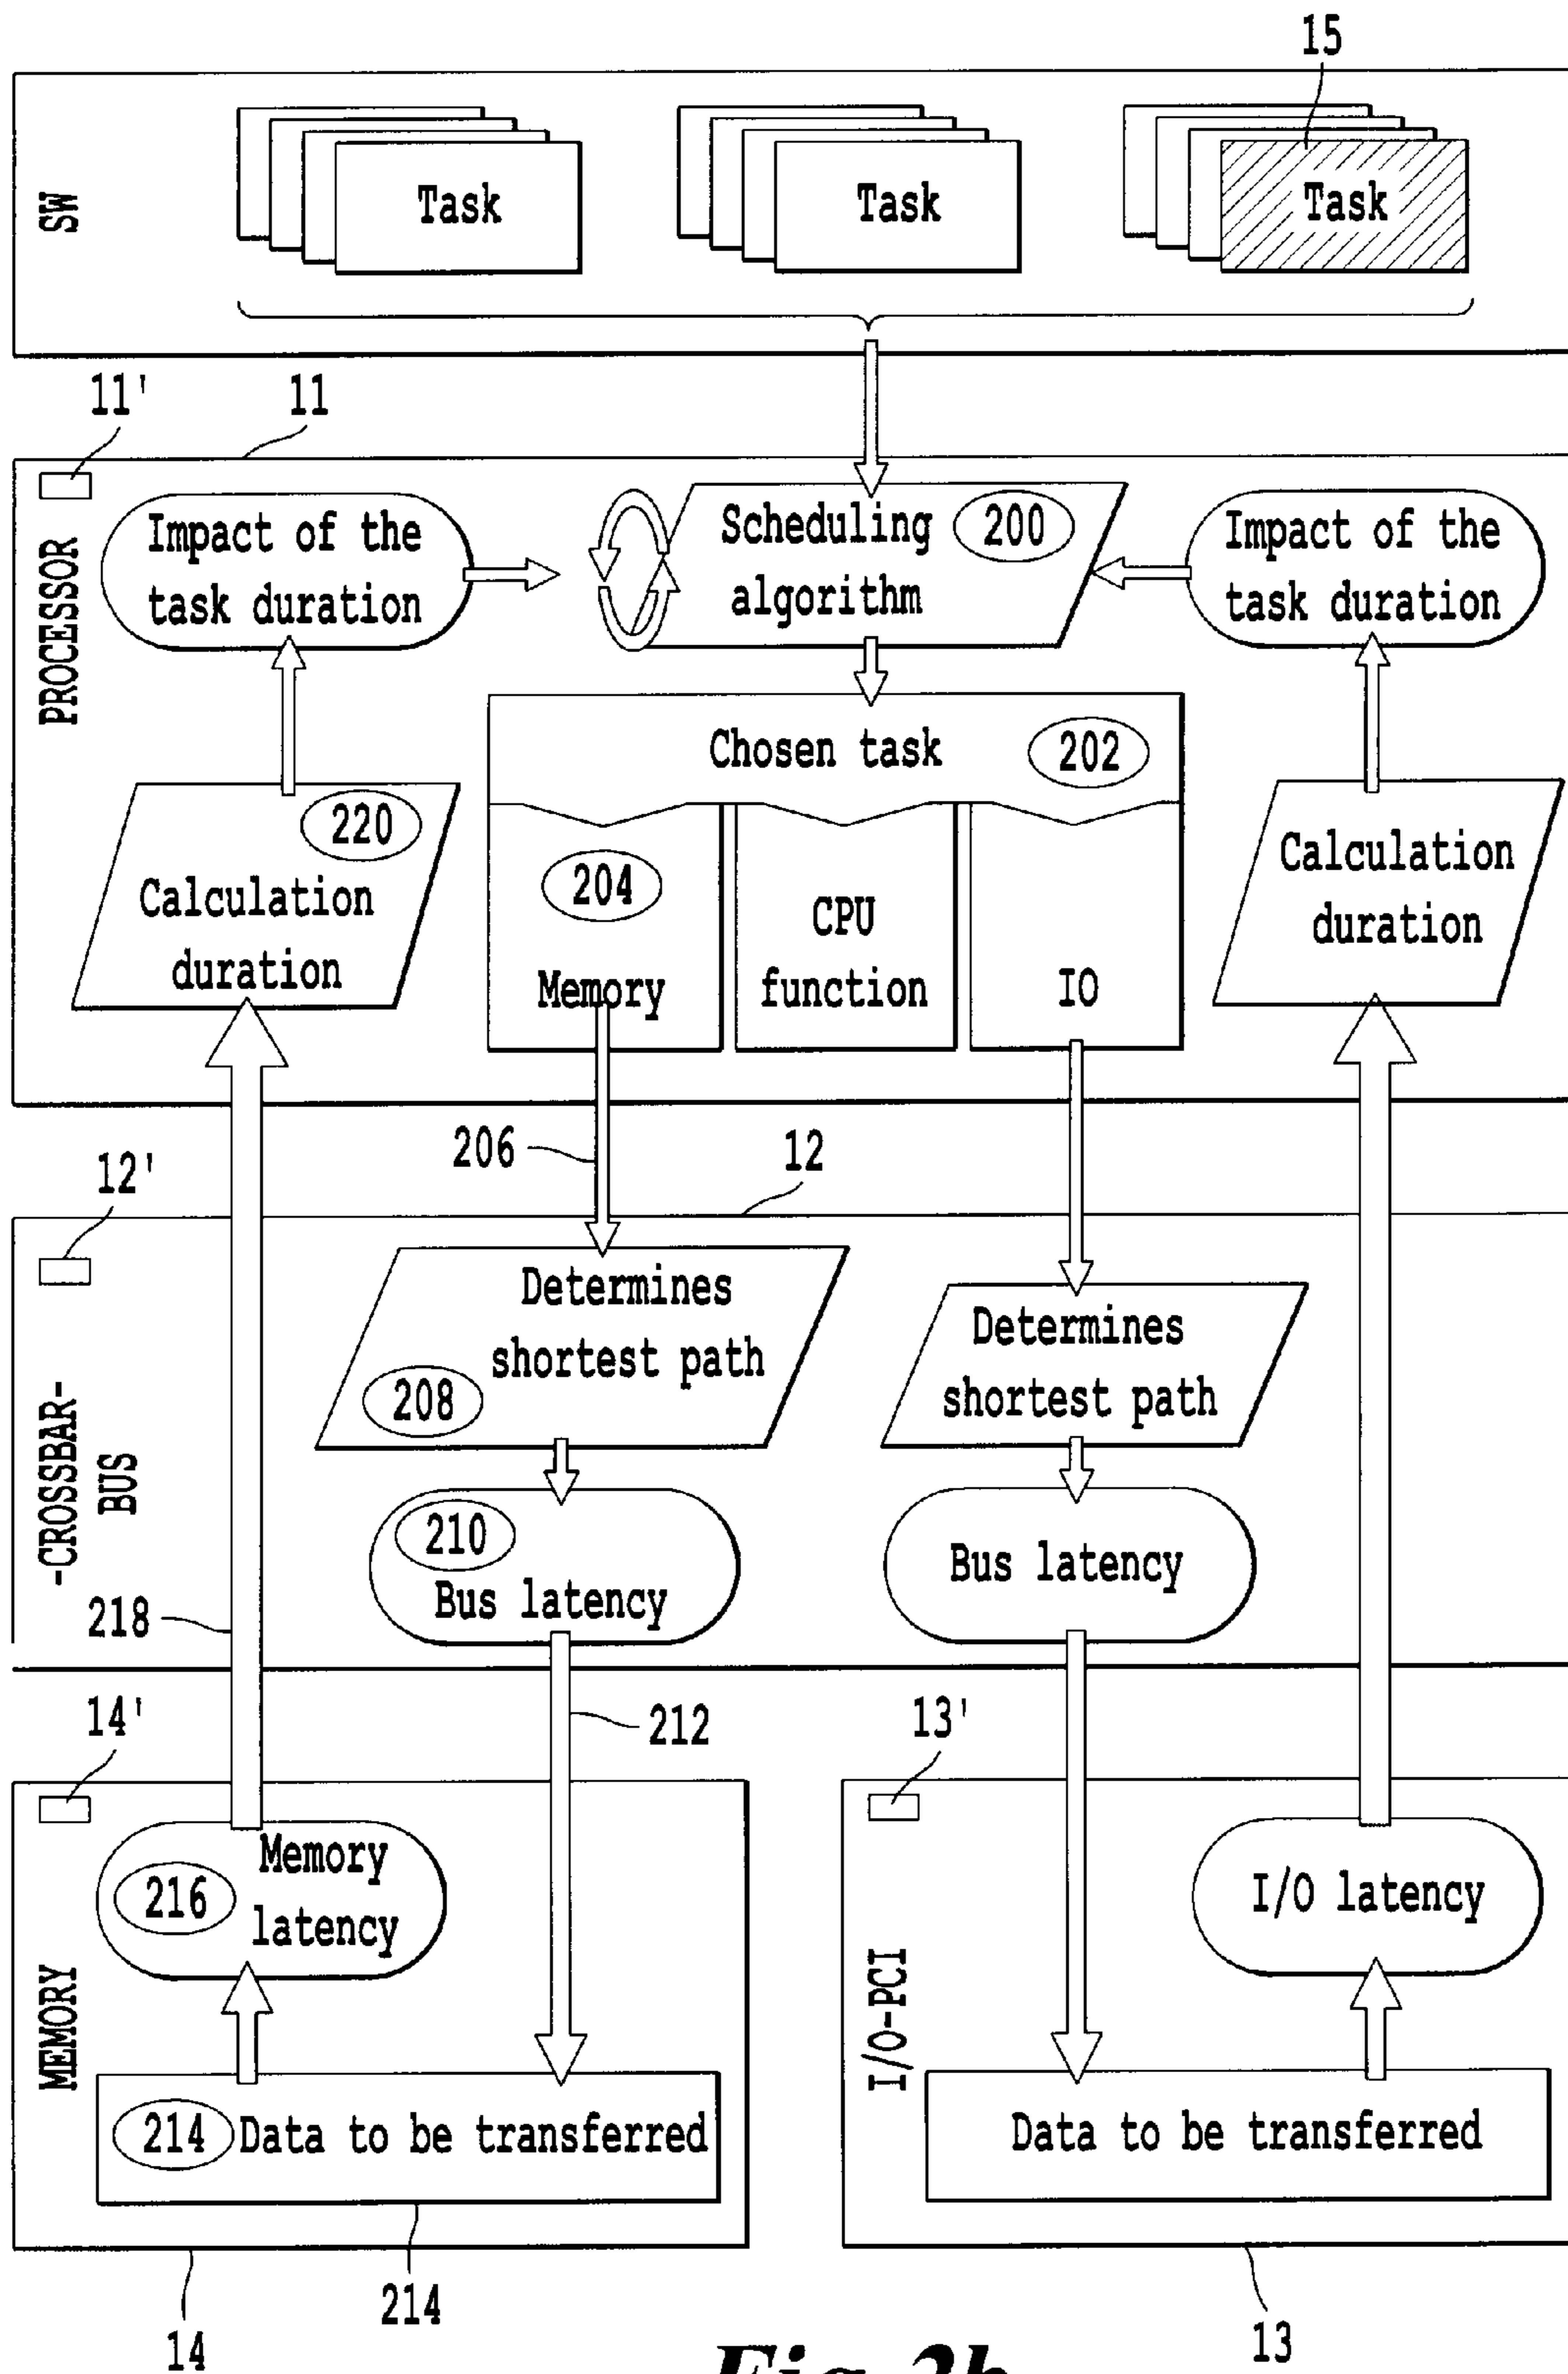 15
SW
Task
Task
Task
11'
11
PROCESSOR
Impact of the
task duration
Scheduling
algorithm
200
Impact of the
task duration
Chosen task
202
220
Calculation
duration
204
Memory
CPU
function
IO
Calculation
duration
206
12'
12
-CROSSBAR-
BUS
Determines
shortest path
208
Determines
shortest path
210
Bus latency
Bus latency
218
14'
212
13'
MEMORY
Memory
latency
216
I/O-PCI
I/O latency
214
Data to be transferred
Data to be transferred
214
14
13
Fig. 2b